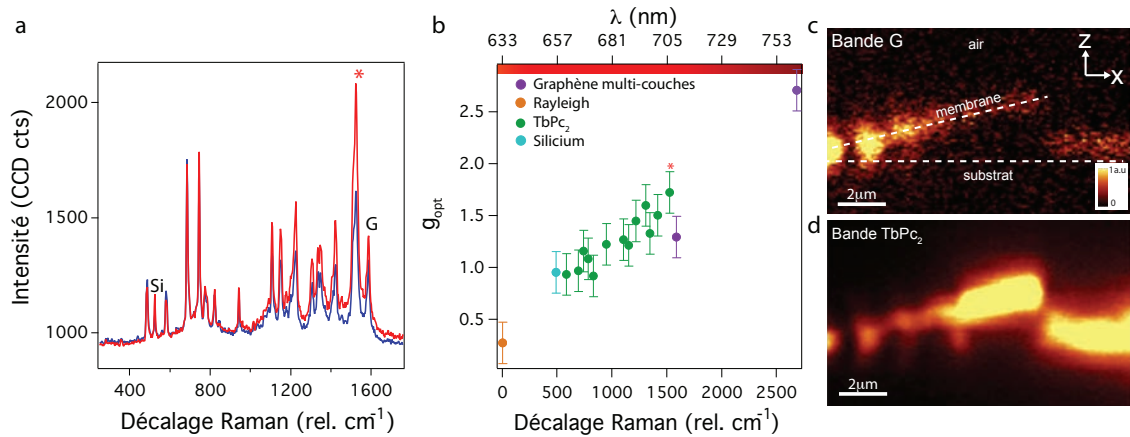 a
Intensité (CCD cts)
2000
1500
1000
*
Si
G
400
800
1200
1600
Décalage Raman (rel. cm⁻¹)
b
λ (nm)
633
657
681
705
729
753
g_opt
2.5
2.0
1.5
1.0
0.5
Graphène multi-couches
Rayleigh
TbPc₂
Silicium
*
0
500
1000
1500
2000
2500
Décalage Raman (rel. cm⁻¹)
c
Bande G
air
Z
X
membrane
substrat
2μm
1a.u
0
d
Bande TbPc₂
2μm